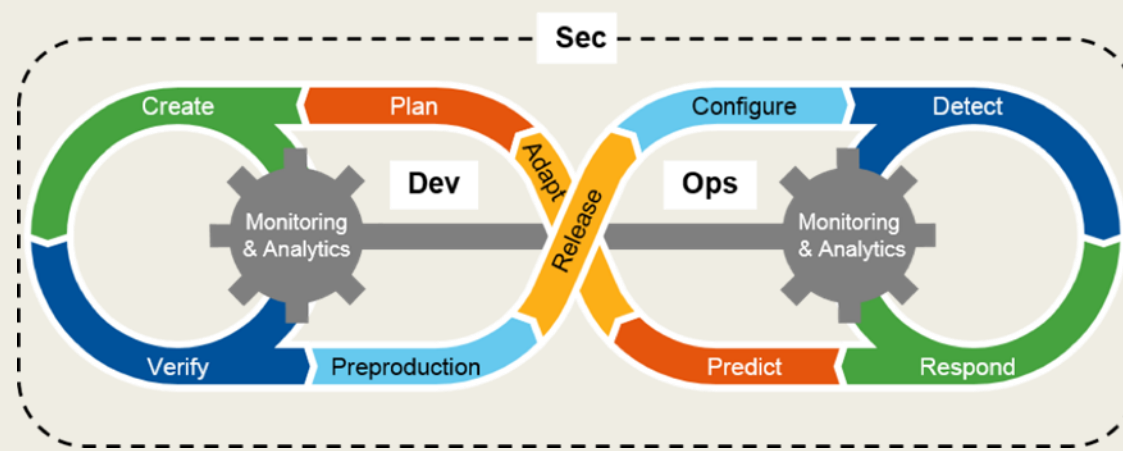 Sec
Create
Plan
Configure
Detect
Adapt
Dev
Release
Ops
Monitoring
& Analytics
Monitoring
& Analytics
Verify
Preproduction
Predict
Respond